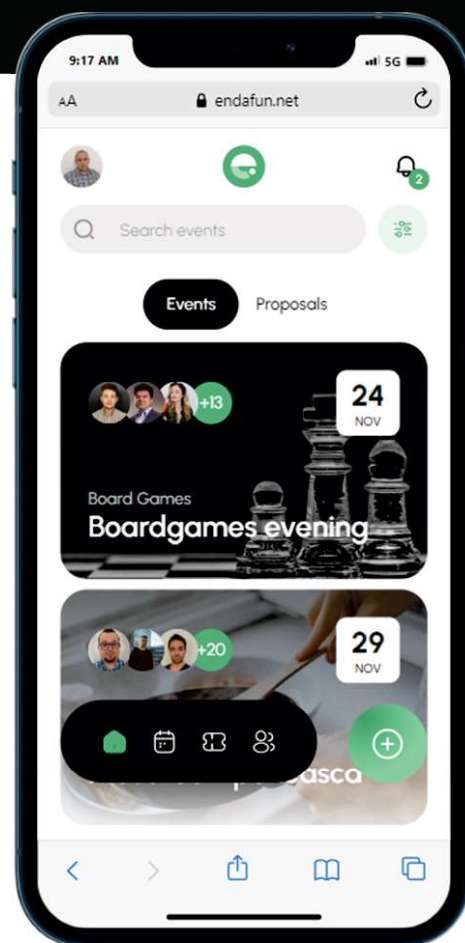 9:17 AM
5G
AA
endafun.net
2
Search events
Events
Proposals
+13
24
NOV
Board Games
Boardgames evening
+20
29
NOV